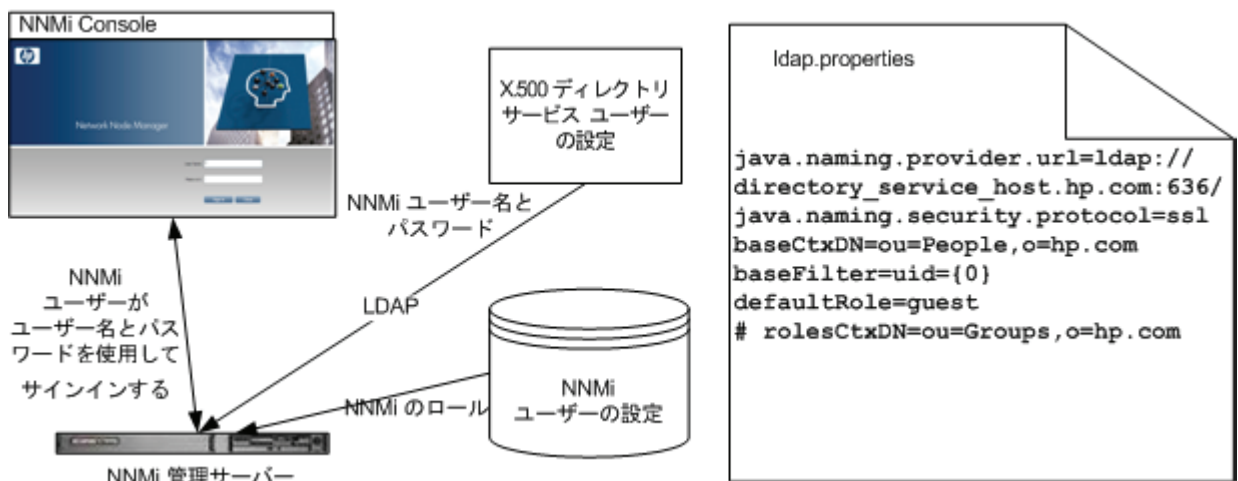 NNMi Console
hp
Network Node Manager
X.500 ディレクトリ
サービス ユーザー
の設定
NNMi ユーザー名と
パスワード
LDAP
NNMi
ユーザーが
ユーザー名とパス
ワードを使用して
サインインする
NNMi のロール
NNMi
ユーザーの設定
NNMi 管理サーバー
ldap.properties
java.naming.provider.url=ldap://
directory_service_host.hp.com:636/
java.naming.security.protocol=ssl
baseCtxDN=ou=People,o=hp.com
baseFilter=uid={0}
defaultRole=guest
# rolesCtxDN=ou=Groups,o=hp.com